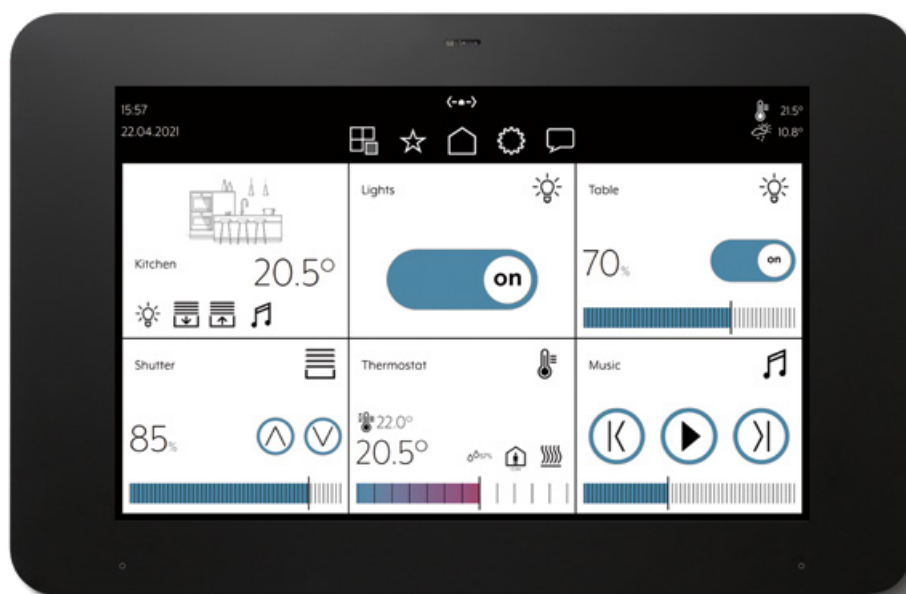 15:57
22.04.2021
21.5°
10.8°
Kitchen
20.5°
Lights
on
Table
70%
on
Shutter
85%
Thermostat
22.0°
20.5°
57%
Music